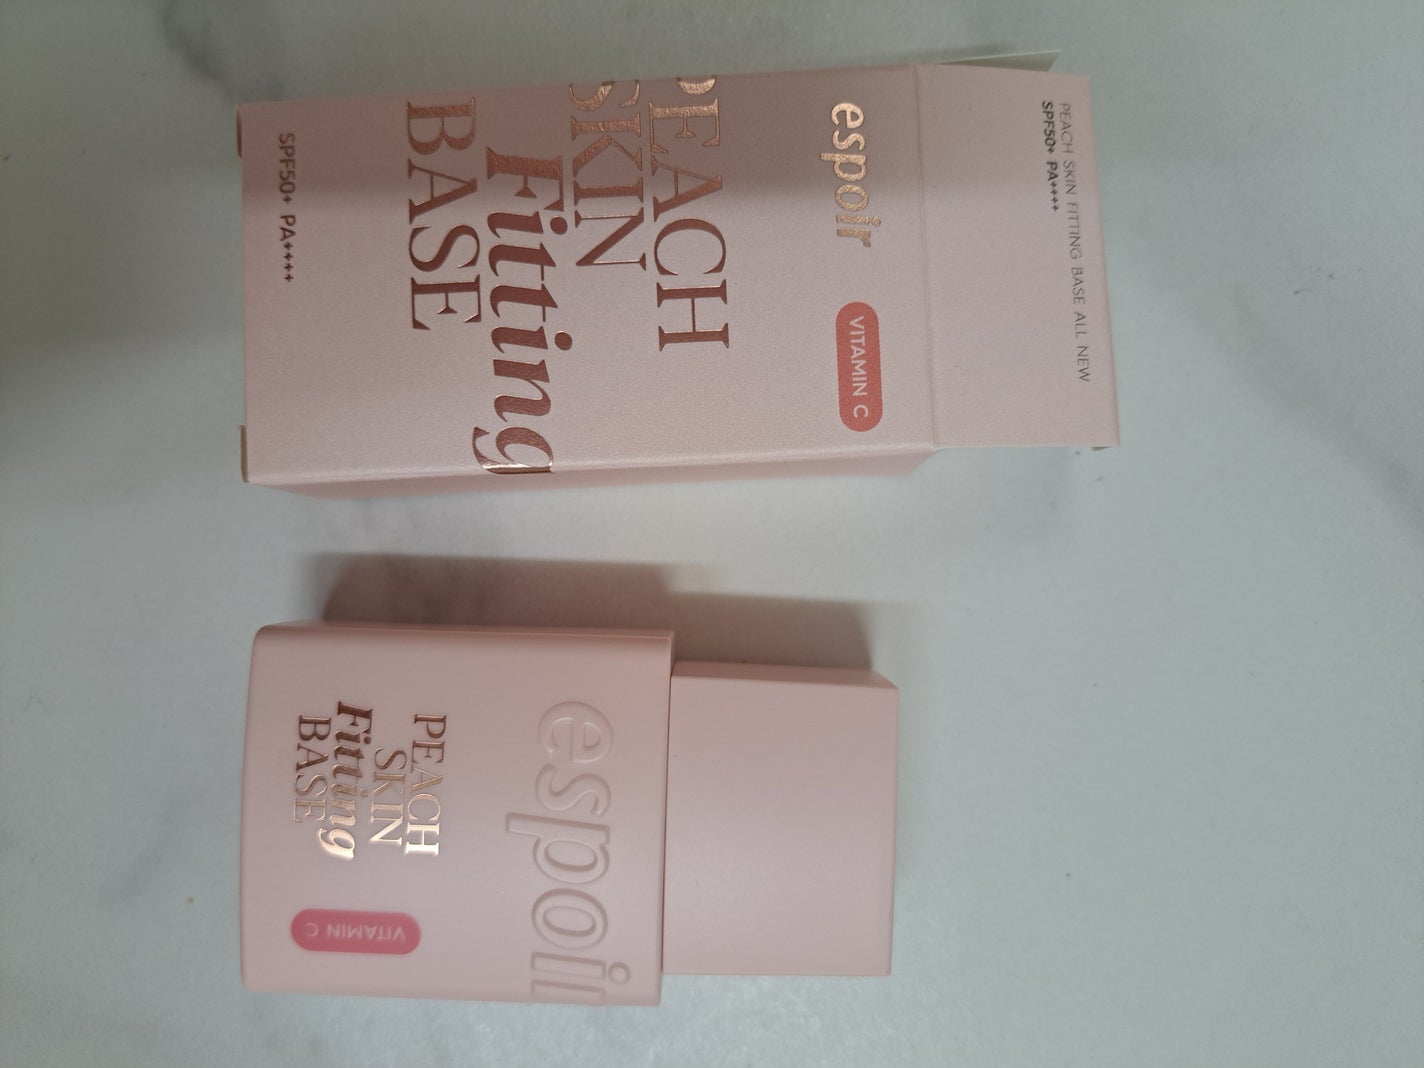 PEACH SKIN FITTING BASE ALL NEW
SPF50+ PA++++
espoir
VITAMIN C
PEACH
SKIN
Fitting
BASE
SPF50+ PA++++
espoir
PEACH
SKIN
Fitting
BASE
VITAMIN C